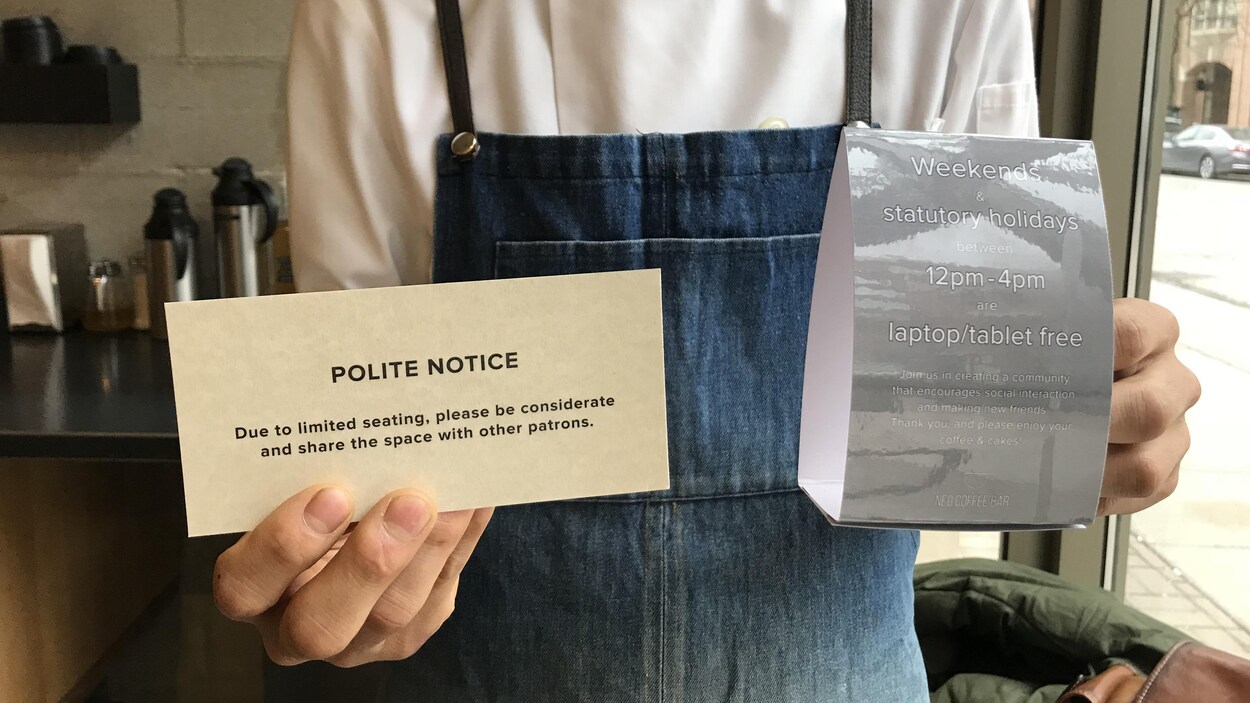 POLITE NOTICE
Due to limited seating, please be considerate
and share the space with other patrons.
Weekends
&
statutory holidays
between
12pm-4pm
are
laptop/tablet free
Join us in creating a community
that encourages social interaction
and making new friends
Thank you, and please enjoy your
coffee & cakes!
NEO COFFEE BAR